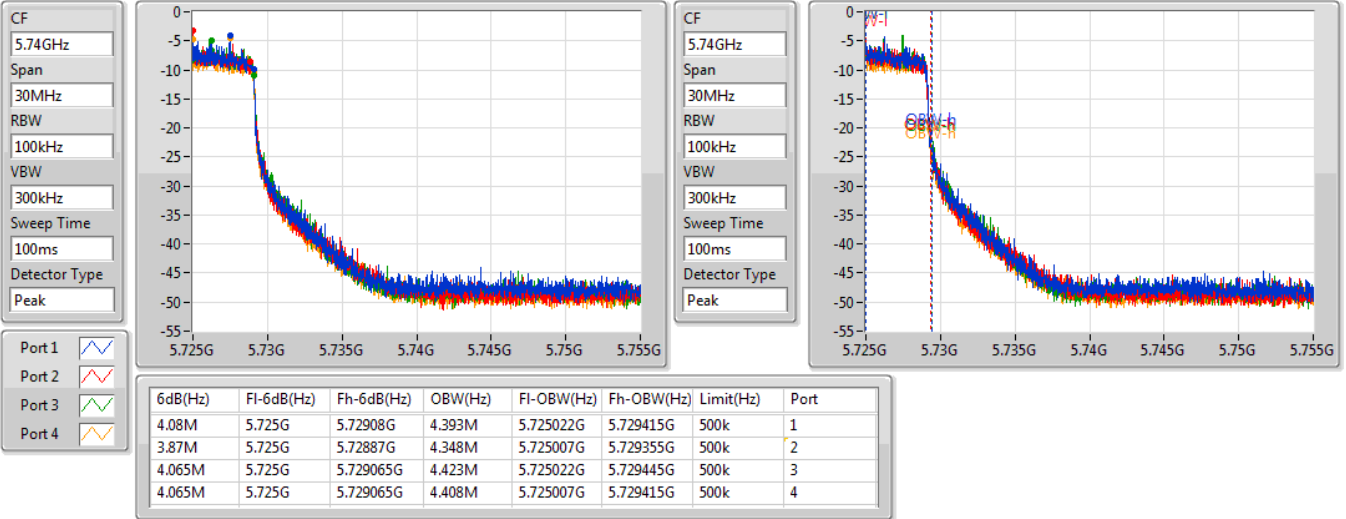 CF
5.74GHz
Span
30MHz
RBW
100kHz
VBW
300kHz
Sweep Time
100ms
Detector Type
Peak
0
-5
-10
-15
-20
-25
-30
-35
-40
-45
-50
-55
5.725G 5.73G 5.735G 5.74G 5.745G 5.75G 5.755G
CF
5.74GHz
Span
30MHz
RBW
100kHz
VBW
300kHz
Sweep Time
100ms
Detector Type
Peak
0
-5
-10
-15
-20
-25
-30
-35
-40
-45
-50
-55
OBW-h
5.725G 5.73G 5.735G 5.74G 5.745G 5.75G 5.755G
Port 1
Port 2
Port 3
Port 4
6dB(Hz) Fl-6dB(Hz) Fh-6dB(Hz) OBW(Hz) Fl-OBW(Hz) Fh-OBW(Hz) Limit(Hz) Port
4.08M 5.725G 5.72908G 4.393M 5.725022G 5.729415G 500k 1
3.87M 5.725G 5.72887G 4.348M 5.725007G 5.729355G 500k 2
4.065M 5.725G 5.729065G 4.423M 5.725022G 5.729445G 500k 3
4.065M 5.725G 5.729065G 4.408M 5.725007G 5.729415G 500k 4